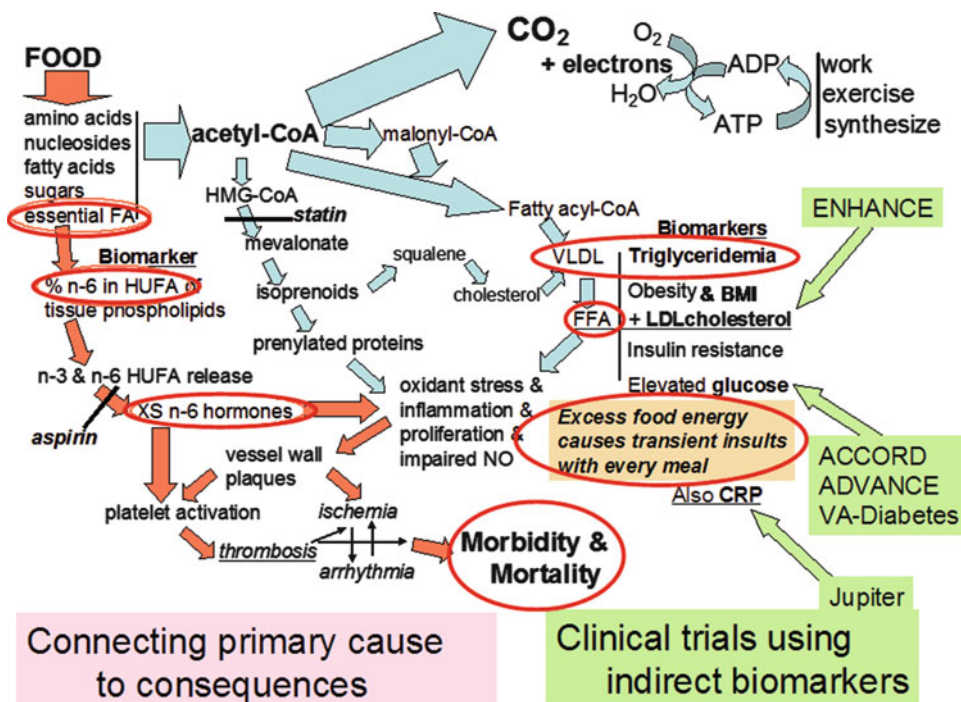 FOOD
amino acids
nucleosides
fatty acids
sugars
essential FA
Biomarker
% n-6 in HUFA of
tissue phospholipids
n-3 & n-6 HUFA release
aspirin
XS n-6 hormones
acetyl-CoA
malonyl-CoA
HMG-CoA
statin
mevalonate
isoprenoids
squalene
cholesterol
prenylated proteins
Fatty acyl-CoA
CO2
+ electrons
O2
H2O
ADP
ATP
work
exercise
synthesize
Biomarkers
VLDL
Triglyceridemia
Obesity & BMI
FFA
+ LDLcholesterol
Insulin resistance
Elevated glucose
Excess food energy
causes transient insults
with every meal
Also CRP
oxidant stress &
inflammation &
proliferation &
impaired NO
vessel wall
plaques
platelet activation
thrombosis
ischemia
arrhythmia
Morbidity &
Mortality
ENHANCE
ACCORD
ADVANCE
VA-Diabetes
Jupiter
Connecting primary cause
to consequences
Clinical trials using
indirect biomarkers